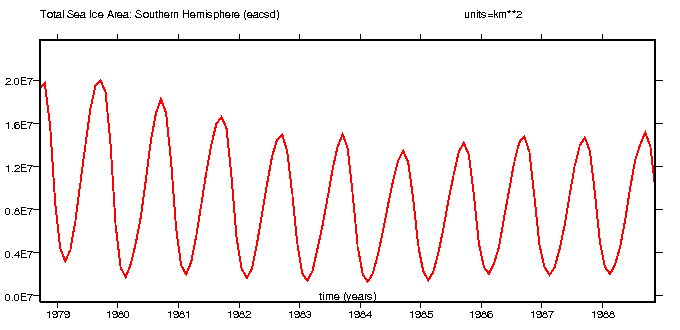 Total Sea Ice Area: Southern Hemisphere (eacsd) units=km**2
2.0E7
1.6E7
1.2E7
0.8E7
0.4E7
0.0E7
time (years)
1979 1980 1981 1982 1983 1984 1985 1986 1987 1988